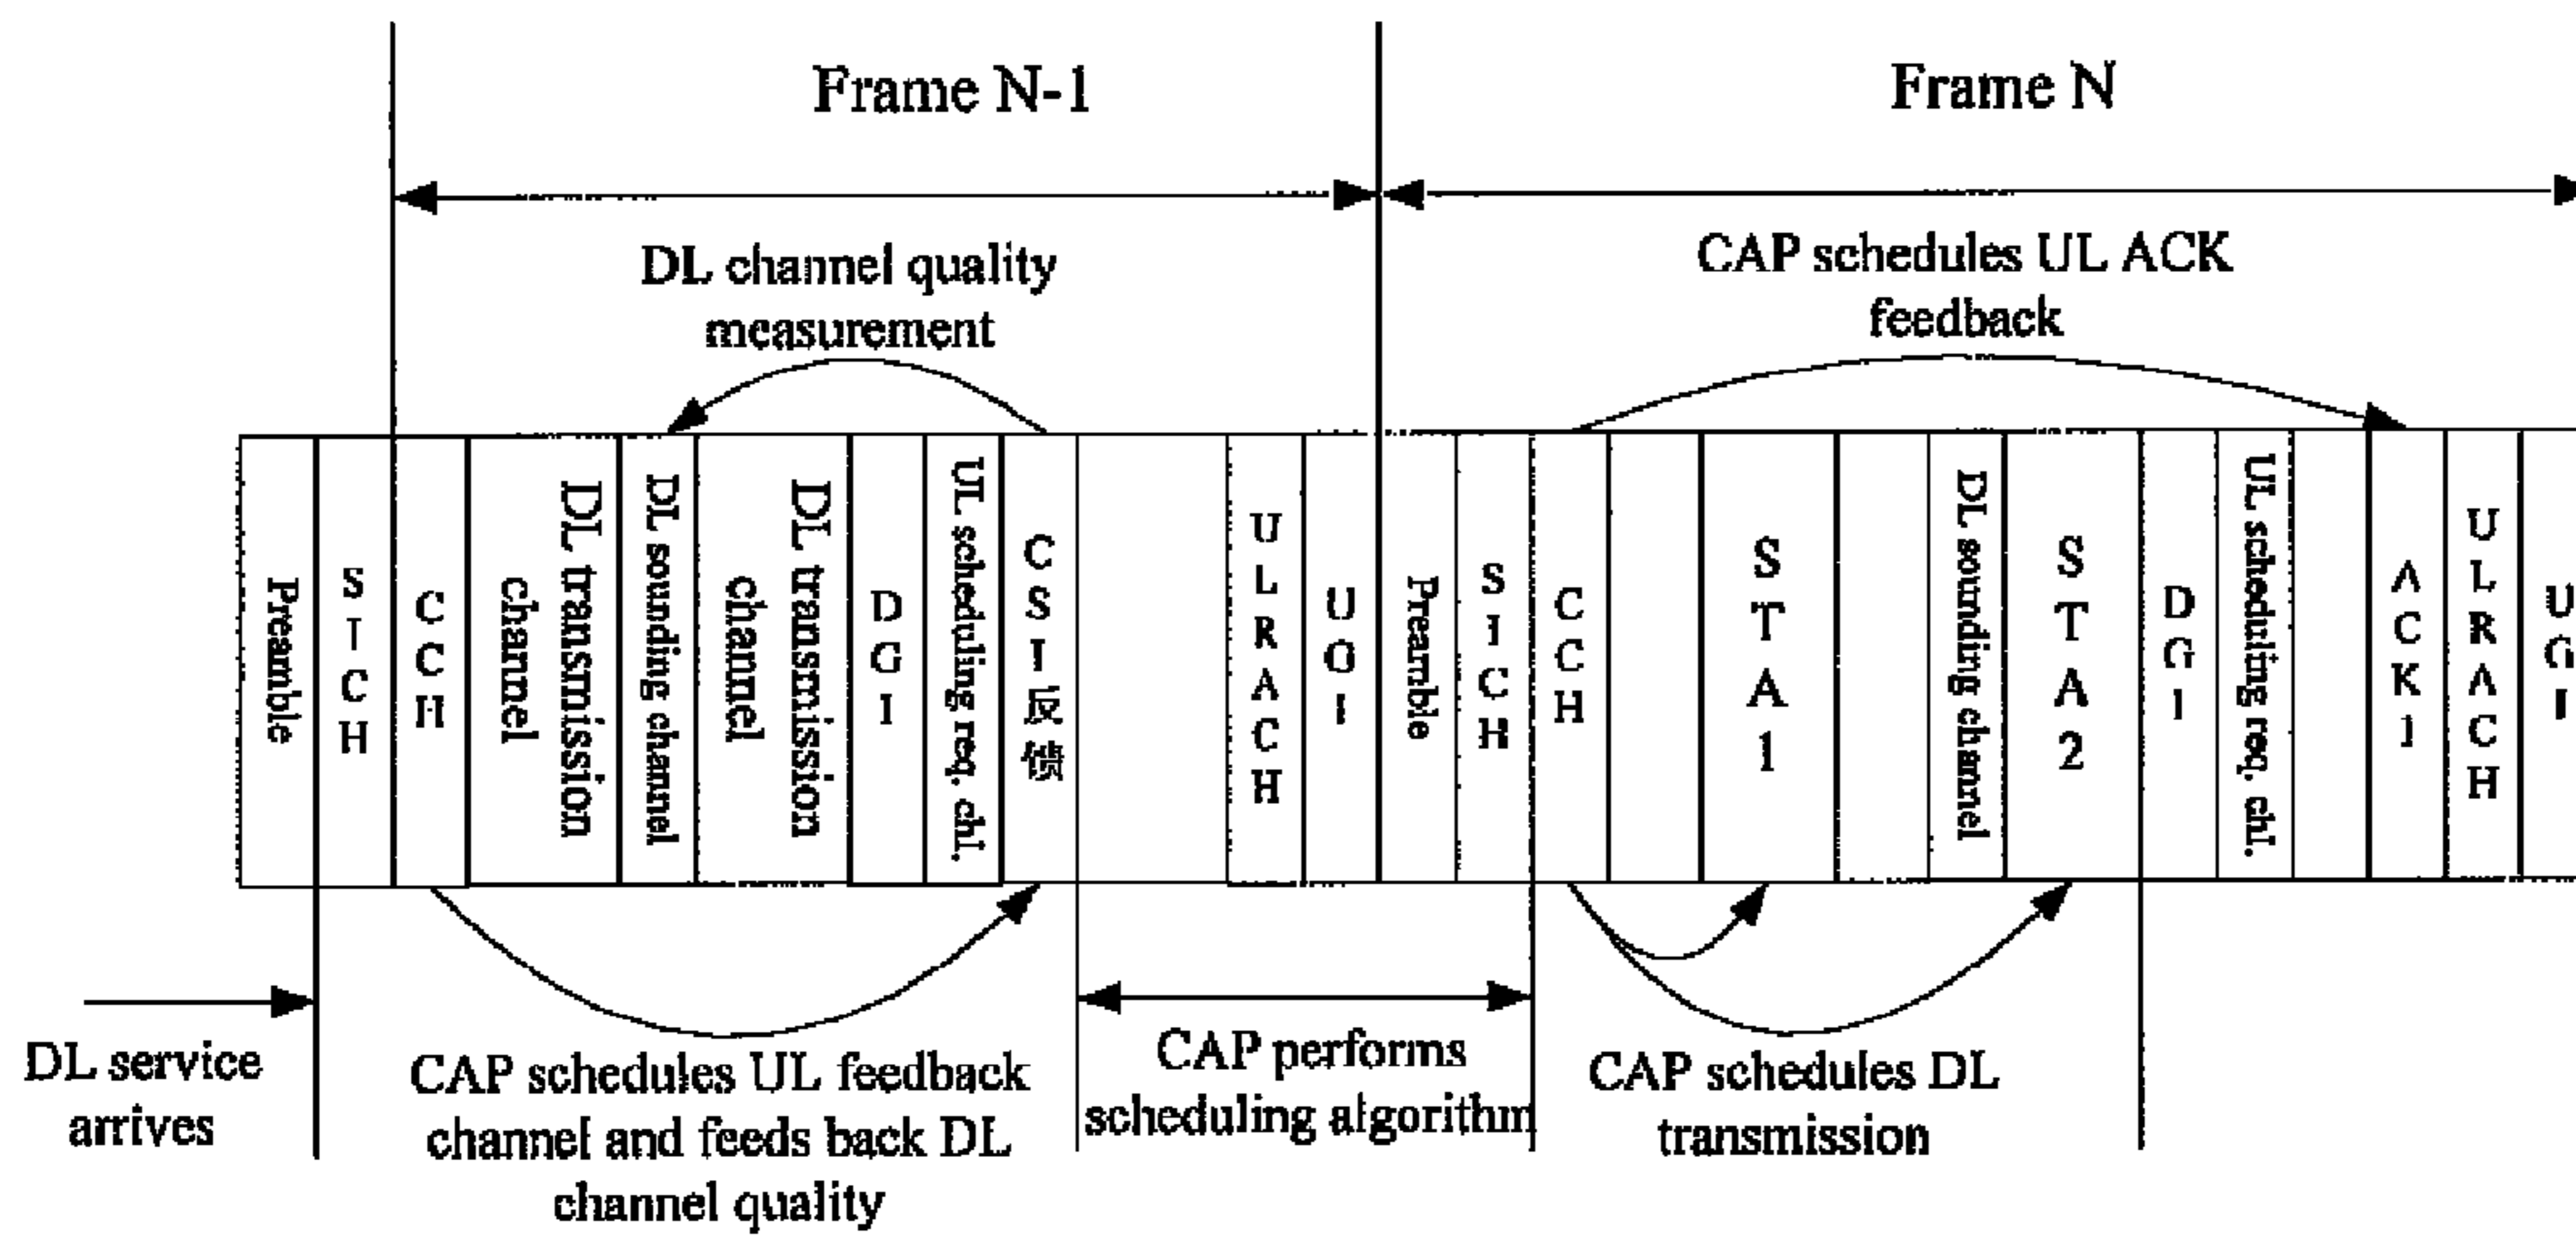 Frame N-1
Frame N
DL channel quality
measurement
CAP schedules UL ACK
feedback
Preamble
SICH
CCH
DL transmission
channel
DL sounding channel
DL transmission
channel
DGI
UL scheduling req. chl.
CSI反馈
ULRACH
UGI
Preamble
SICH
CCH
STA1
DL sounding channel
STA2
DGI
UL scheduling req. chl.
ACK1
ULRACH
UGI
DL service
arrives
CAP schedules UL feedback
channel and feeds back DL
channel quality
CAP performs
scheduling algorithm
CAP schedules DL
transmission